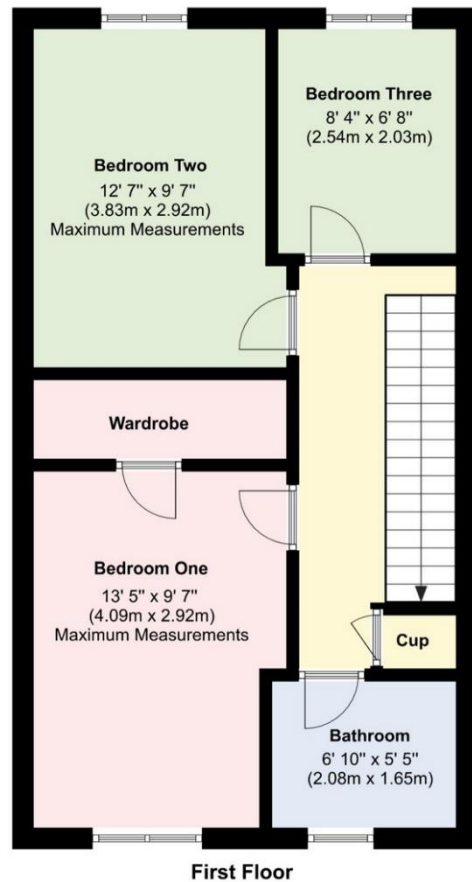 Bedroom Two
12' 7" x 9' 7"
(3.83m x 2.92m)
Maximum Measurements
Bedroom Three
8' 4" x 6' 8"
(2.54m x 2.03m)
Wardrobe
Bedroom One
13' 5" x 9' 7"
(4.09m x 2.92m)
Maximum Measurements
Cup
Bathroom
6' 10" x 5' 5"
(2.08m x 1.65m)
First Floor